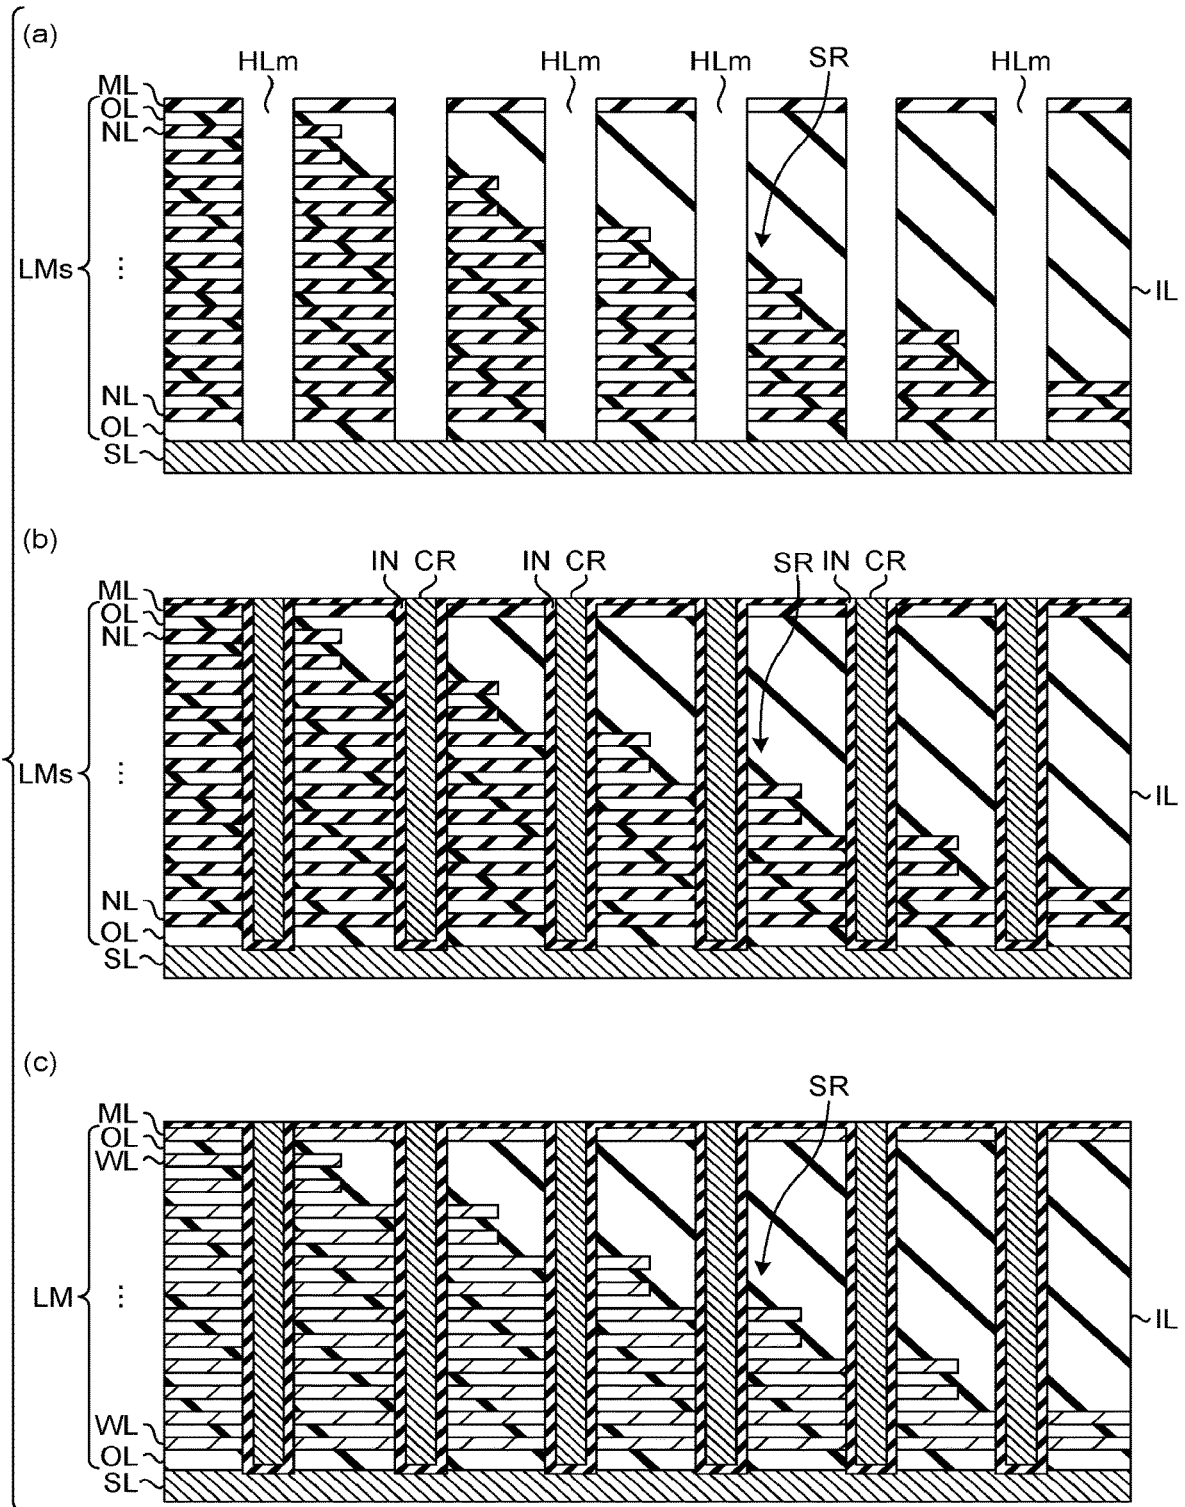 (a)
HLm HLm HLm SR HLm
ML
OL
NL
LMs
⋮
IL
NL
OL
SL
(b)
IN CR IN CR SR IN CR
ML
OL
NL
LMs
⋮
IL
NL
OL
SL
(c)
SR
ML
OL
WL
LM
⋮
IL
WL
OL
SL